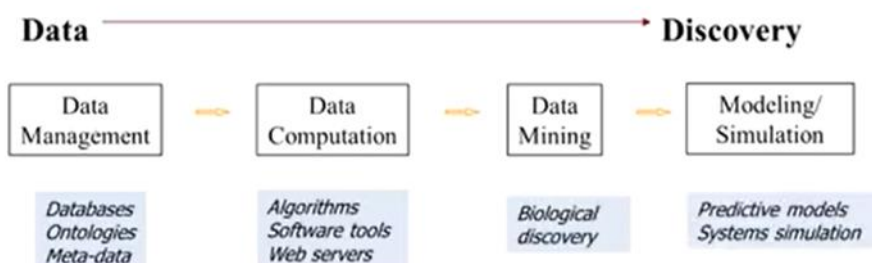 Data
Discovery
Data
Management
Data
Computation
Data
Mining
Modeling/
Simulation
Databases
Ontologies
Meta-data
Algorithms
Software tools
Web servers
Biological
discovery
Predictive models
Systems simulation